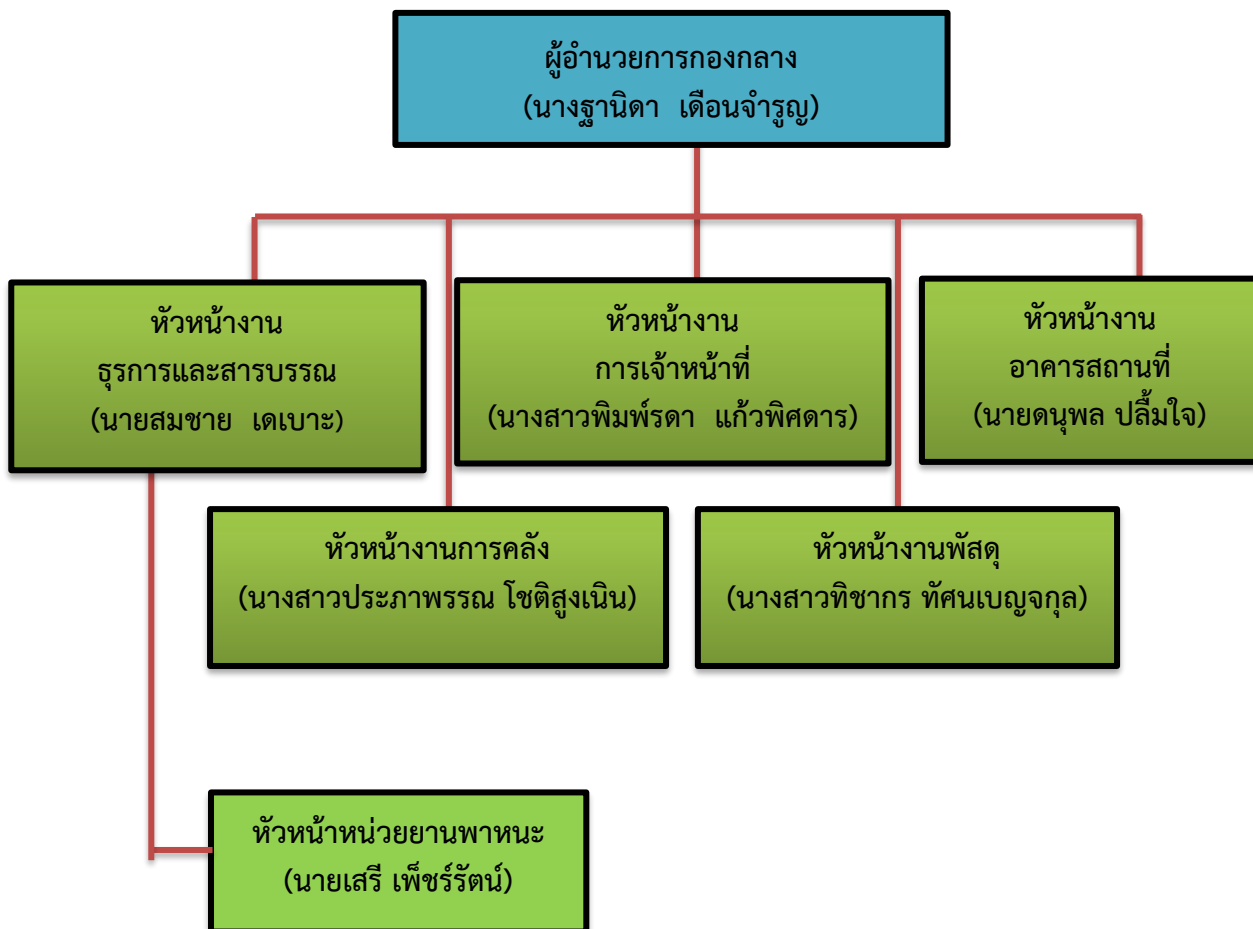 ผู้อำนวยการกองกลาง
(นางฐานิดา  เดือนจำรูญ)
หัวหน้างาน
ธุรการและสารบรรณ
(นายสมชาย  เดเบาะ)
หัวหน้างาน
การเจ้าหน้าที่
(นางสาวพิมพ์รดา  แก้วพิศดาร)
หัวหน้างาน
อาคารสถานที่
(นายดนุพล ปลื้มใจ)
หัวหน้างานการคลัง
(นางสาวประภาพรรณ โชติสูงเนิน)
หัวหน้างานพัสดุ
(นางสาวทิชากร ทัศนเบญจกุล)
หัวหน้าหน่วยยานพาหนะ
(นายเสรี เพ็ชร์รัตน์)